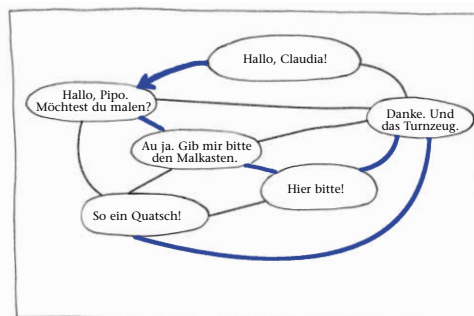 Hallo, Claudia!
Hallo, Pipo.
Möchtest du malen?
Danke. Und
das Turnzeug.
Au ja. Gib mir bitte
den Malkasten.
Hier bitte!
So ein Quatsch!